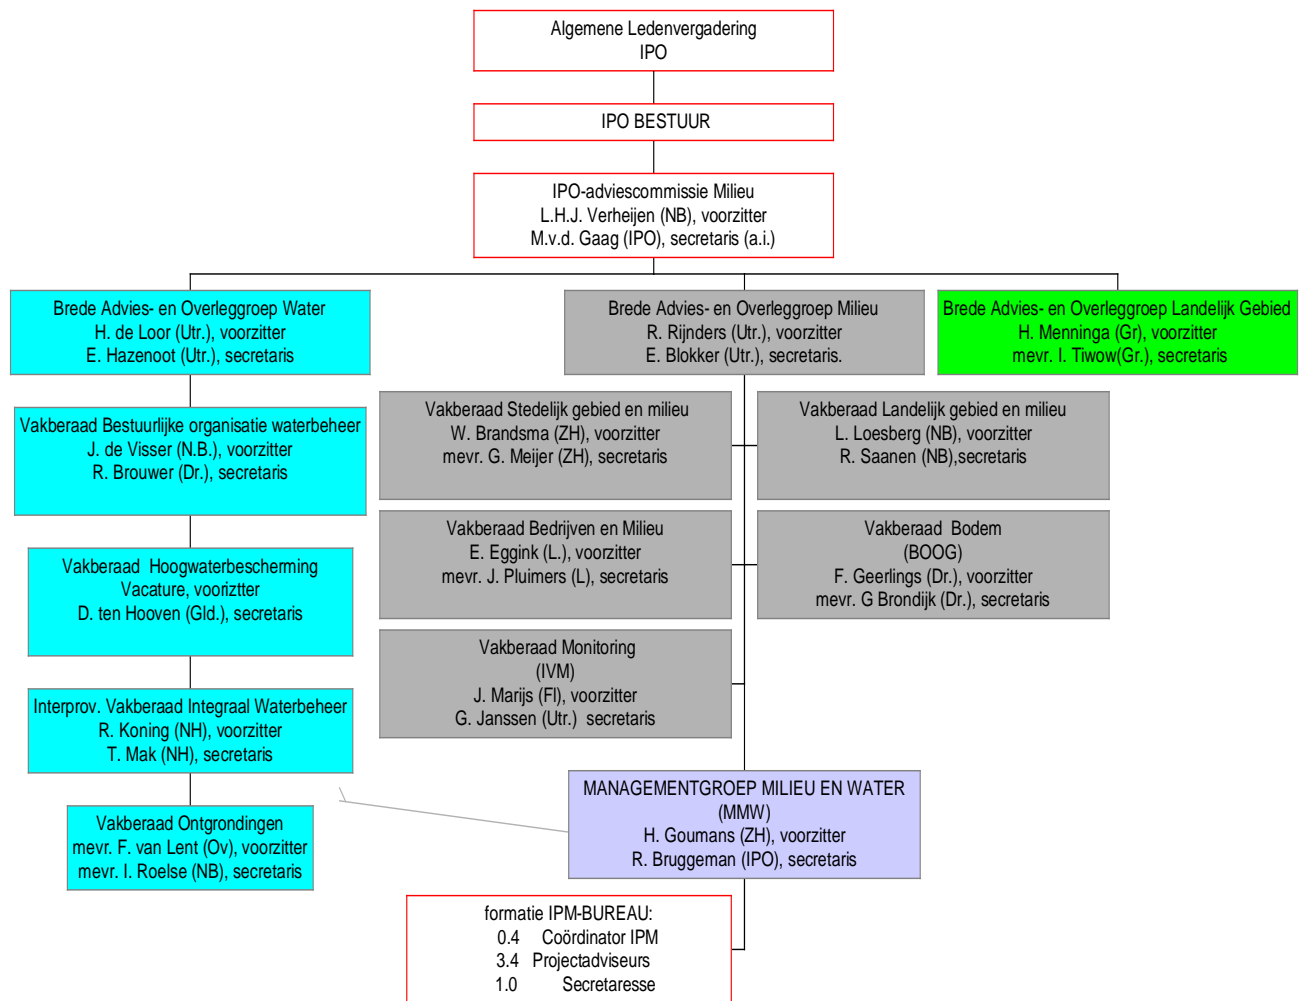 Algemene Ledenvergadering
IPO
IPO BESTUUR
IPO-adviescommissie Milieu
L.H.J. Verheijen (NB), voorzitter
M.v.d. Gaag (IPO), secretaris (a.i.)
Brede Advies- en Overleggroep Water
H. de Loor (Utr.), voorzitter
E. Hazenoot (Utr.), secretaris
Brede Advies- en Overleggroep Milieu
R. Rijnders (Utr.), voorzitter
E. Blokker (Utr.), secretaris.
Brede Advies- en Overleggroep Landelijk Gebied
H. Menninga (Gr), voorzitter
mevr. I. Tiwow(Gr.), secretaris
Vakberaad Bestuurlijke organisatie waterbeheer
J. de Visser (N.B.), voorzitter
R. Brouwer (Dr.), secretaris
Vakberaad Hoogwaterbescherming
Vacature, vooriztter
D. ten Hooven (Gld.), secretaris
Interprov. Vakberaad Integraal Waterbeheer
R. Koning (NH), voorzitter
T. Mak (NH), secretaris
Vakberaad Ontgrondingen
mevr. F. van Lent (Ov), voorzitter
mevr. I. Roelse (NB), secretaris
Vakberaad Stedelijk gebied en milieu
W. Brandsma (ZH), voorzitter
mevr. G. Meijer (ZH), secretaris
Vakberaad Landelijk gebied en milieu
L. Loesberg (NB), voorzitter
R. Saanen (NB),secretaris
Vakberaad Bedrijven en Milieu
E. Eggink (L.), voorzitter
mevr. J. Pluimers (L), secretaris
Vakberaad Bodem
(BOOG)
F. Geerlings (Dr.), voorzitter
mevr. G Brondijk (Dr.), secretaris
Vakberaad Monitoring
(IVM)
J. Marijs (Fl), voorzitter
G. Janssen (Utr.) secretaris
MANAGEMENTGROEP MILIEU EN WATER
(MMW)
H. Goumans (ZH), voorzitter
R. Bruggeman (IPO), secretaris
formatie IPM-BUREAU:
0.4 Coördinator IPM
3.4 Projectadviseurs
1.0 Secretaresse